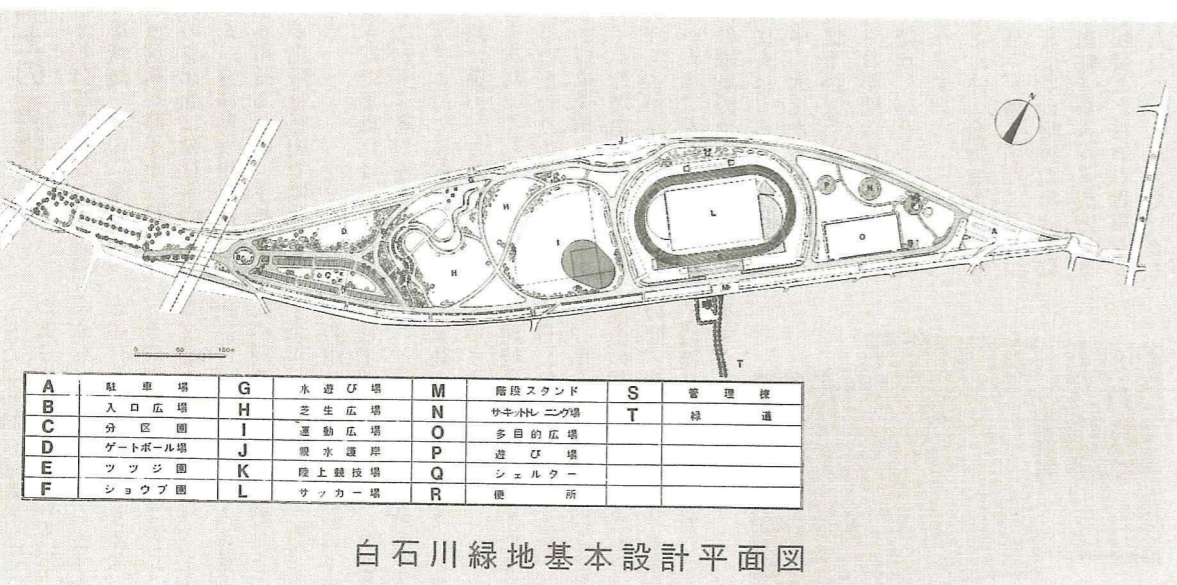 N
J
G
H
A
D
L
P
N
I
O
A
B
C
H
M
T
0 50 100m
A 駐車場 G 水遊び場 M 階段スタンド S 管理棟
B 入口広場 H 芝生広場 N サーキットトレーニング場 T 緑道
C 分区園 I 運動広場 O 多目的広場
D ゲートボール場 J 親水護岸 P 遊び場
E ツツジ園 K 陸上競技場 Q シェルター
F ショウブ園 L サッカー場 R 便所
白石川緑地基本設計平面図